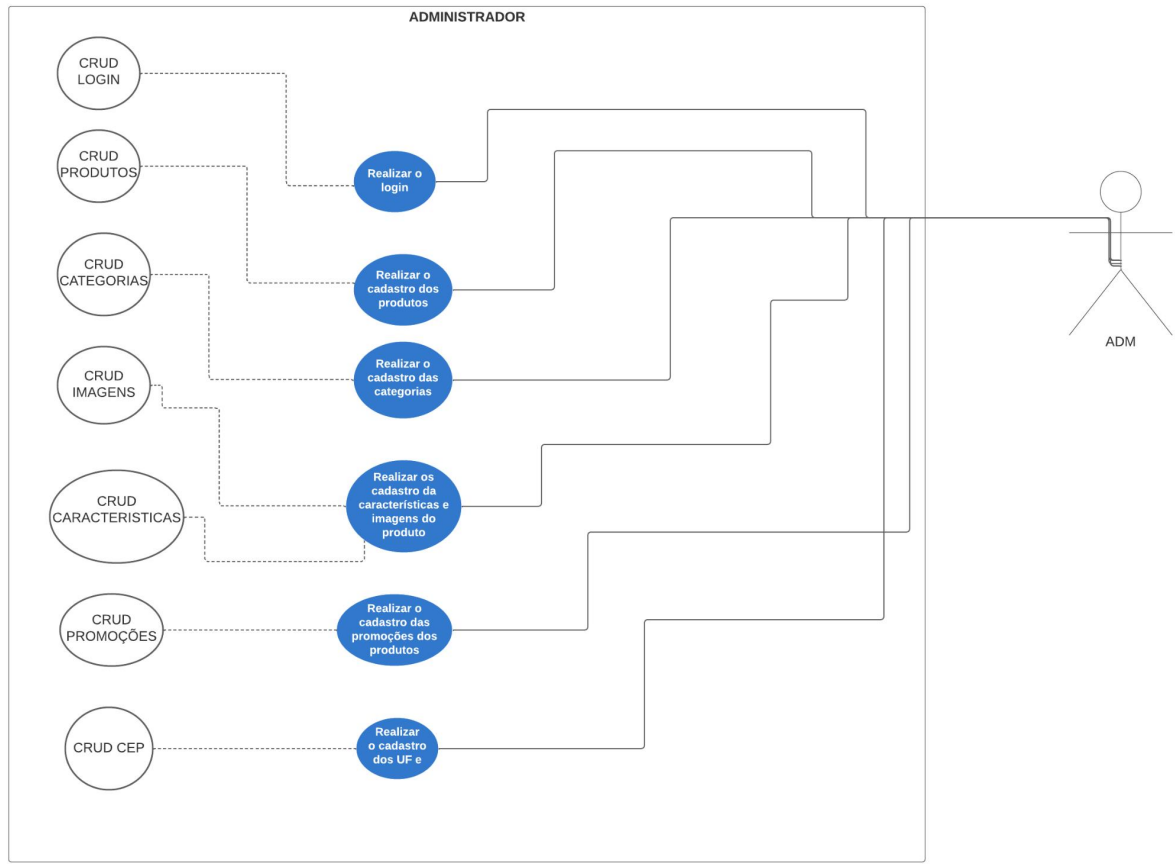 ADMINISTRADOR
CRUD
LOGIN
CRUD
PRODUTOS
Realizar o
login
CRUD
CATEGORIAS
Realizar o
cadastro dos
produtos
CRUD
IMAGENS
Realizar o
cadastro das
categorias
ADM
CRUD
CARACTERISTICAS
Realizar os
cadastro da
características e
imagens do
produto
CRUD
PROMOÇÕES
Realizar o
cadastro das
promoções dos
produtos
CRUD CEP
Realizar
o cadastro
dos UF e